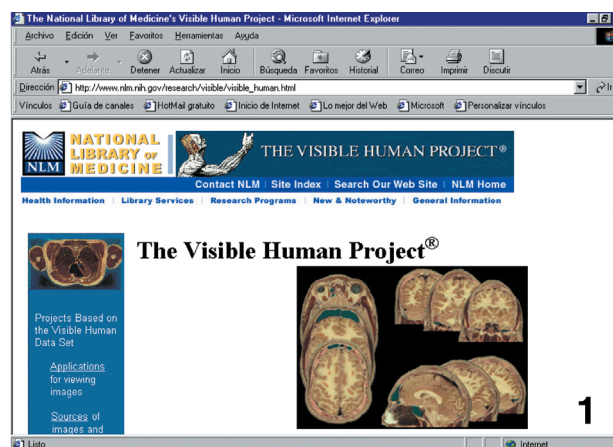 The National Library of Medicine's Visible Human Project - Microsoft Internet Explorer
Archivo Edición Ver Favoritos Herramientas Ayuda
Atrás Adelante Detener Actualizar Inicio Búsqueda Favoritos Historial Correo Imprimir Discutir
Dirección http://www.nlm.nih.gov/research/visible/visible_human.html Ir
Vínculos Guía de canales HotMail gratuito Inicio de Internet Lo mejor del Web Microsoft Personalizar vínculos
NATIONAL
LIBRARY OF
MEDICINE
NLM
THE VISIBLE HUMAN PROJECT®
Contact NLM | Site Index | Search Our Web Site | NLM Home
Health Information | Library Services | Research Programs | New & Noteworthy | General Information
The Visible Human Project®
Projects Based on
the Visible Human
Data Set
Applications
for viewing
images
Sources of
images and
1
Listo Internet